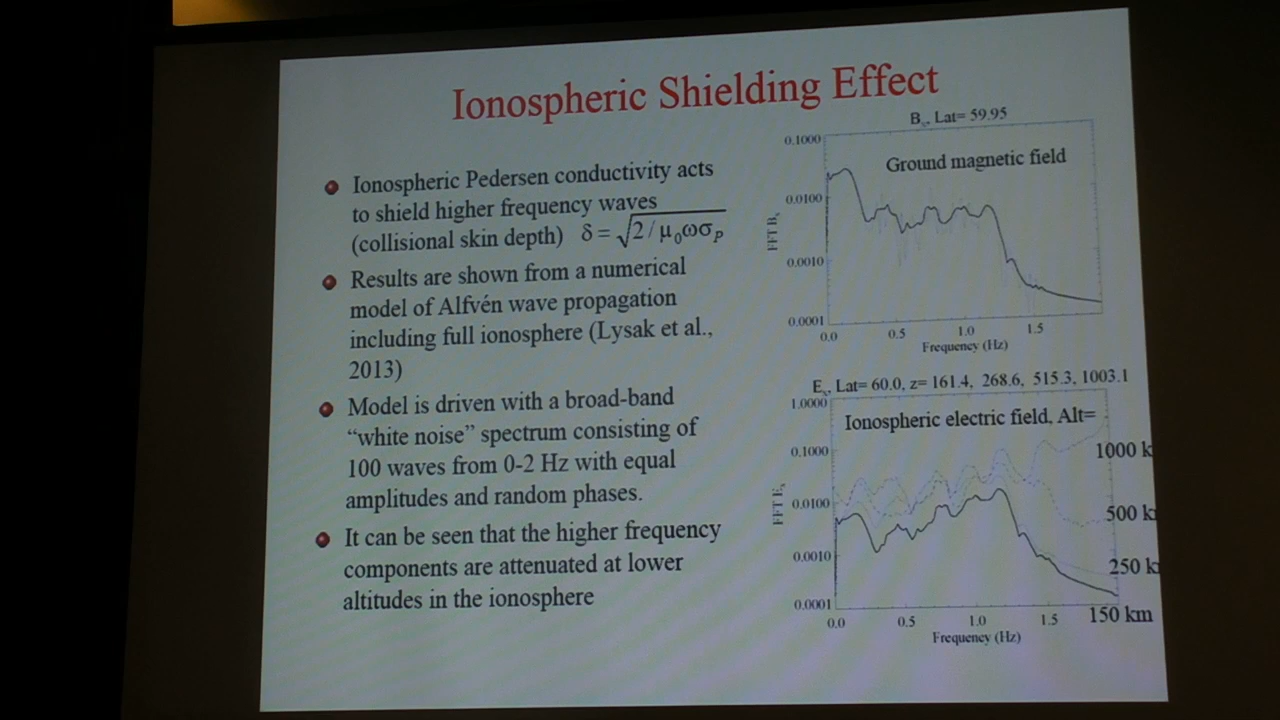 Ionospheric Shielding Effect
Ionospheric Pedersen conductivity acts
to shield higher frequency waves
(collisional skin depth) δ = √2 / μ₀ωσ_P
Results are shown from a numerical
model of Alfvén wave propagation
including full ionosphere (Lysak et al.,
2013)
Model is driven with a broad-band
“white noise” spectrum consisting of
100 waves from 0-2 Hz with equal
amplitudes and random phases.
It can be seen that the higher frequency
components are attenuated at lower
altitudes in the ionosphere
Lat= 59.95
Ground magnetic field
0.1000
0.0100
0.0010
0.0001
FFT
0.0
0.5
1.0
1.5
Frequency (Hz)
Lat= 60.0, z= 161.4, 268.6, 515.3, 1003.1
Ionospheric electric field, Alt=
1.0000
0.1000
0.0100
0.0010
0.0001
FFT
1000 k
500 k
250 k
150 km
0.0
0.5
1.0
1.5
Frequency (Hz)